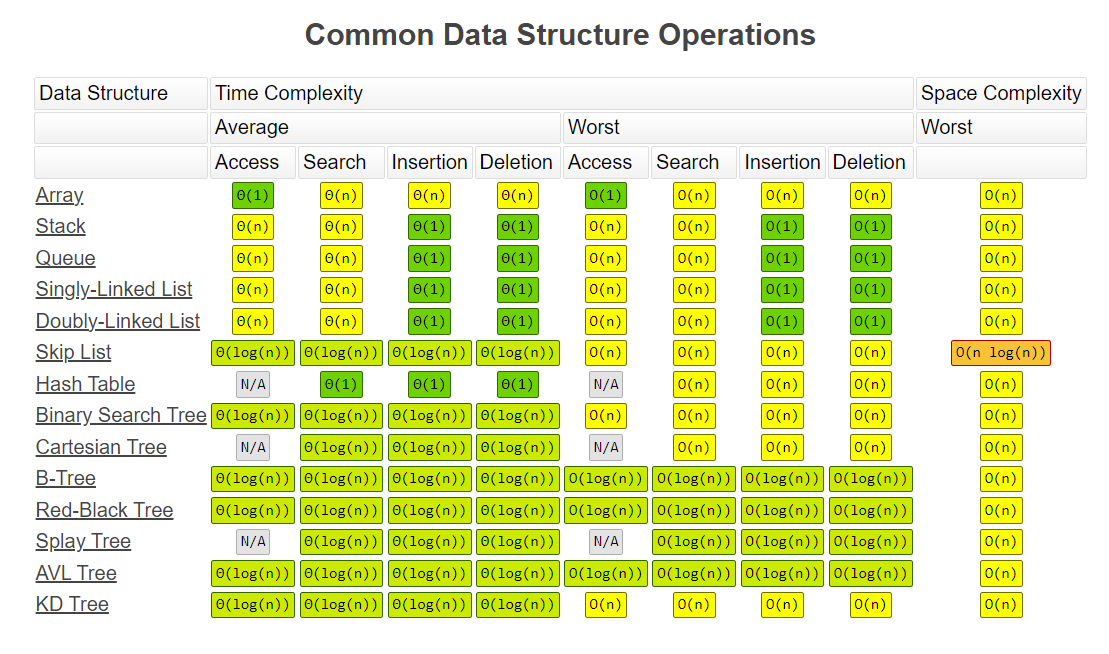 Common Data Structure Operations
Data Structure Time Complexity Space Complexity
Average Worst Worst
Access Search Insertion Deletion Access Search Insertion Deletion
Array Θ(1) Θ(n) Θ(n) Θ(n) O(1) O(n) O(n) O(n) O(n)
Stack Θ(n) Θ(n) Θ(1) Θ(1) O(n) O(n) O(1) O(1) O(n)
Queue Θ(n) Θ(n) Θ(1) Θ(1) O(n) O(n) O(1) O(1) O(n)
Singly-Linked List Θ(n) Θ(n) Θ(1) Θ(1) O(n) O(n) O(1) O(1) O(n)
Doubly-Linked List Θ(n) Θ(n) Θ(1) Θ(1) O(n) O(n) O(1) O(1) O(n)
Skip List Θ(log(n)) Θ(log(n)) Θ(log(n)) Θ(log(n)) O(n) O(n) O(n) O(n) O(n log(n))
Hash Table N/A Θ(1) Θ(1) Θ(1) N/A O(n) O(n) O(n) O(n)
Binary Search Tree Θ(log(n)) Θ(log(n)) Θ(log(n)) Θ(log(n)) O(n) O(n) O(n) O(n) O(n)
Cartesian Tree N/A Θ(log(n)) Θ(log(n)) Θ(log(n)) N/A O(n) O(n) O(n) O(n)
B-Tree Θ(log(n)) Θ(log(n)) Θ(log(n)) Θ(log(n)) O(log(n)) O(log(n)) O(log(n)) O(log(n)) O(n)
Red-Black Tree Θ(log(n)) Θ(log(n)) Θ(log(n)) Θ(log(n)) O(log(n)) O(log(n)) O(log(n)) O(log(n)) O(n)
Splay Tree N/A Θ(log(n)) Θ(log(n)) Θ(log(n)) N/A O(log(n)) O(log(n)) O(log(n)) O(n)
AVL Tree Θ(log(n)) Θ(log(n)) Θ(log(n)) Θ(log(n)) O(log(n)) O(log(n)) O(log(n)) O(log(n)) O(n)
KD Tree Θ(log(n)) Θ(log(n)) Θ(log(n)) Θ(log(n)) O(n) O(n) O(n) O(n) O(n)